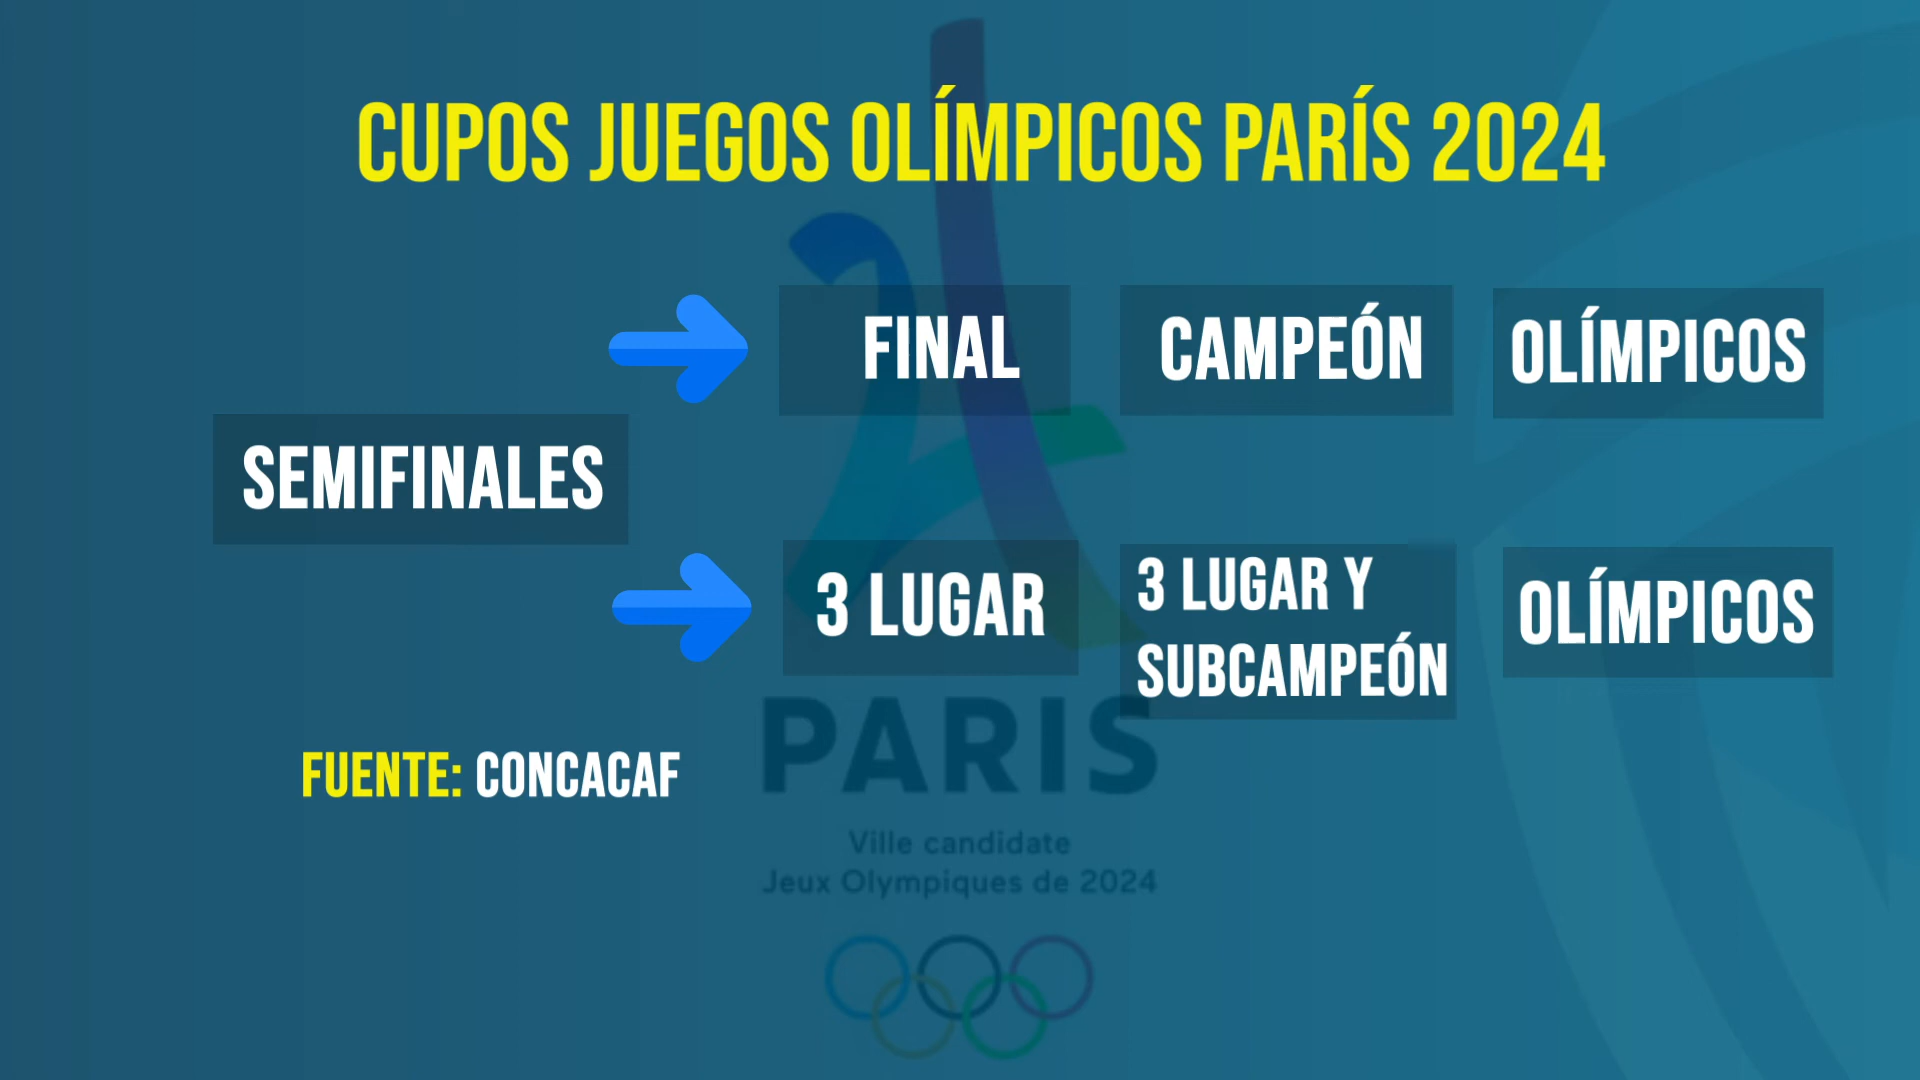 CUPOS JUEGOS OLÍMPICOS PARÍS 2024
FINAL
CAMPEÓN
OLÍMPICOS
SEMIFINALES
3 LUGAR
3 LUGAR Y
SUBCAMPEÓN
OLÍMPICOS
FUENTE: CONCACAF
PARIS
Ville candidate
Jeux Olympiques de 2024